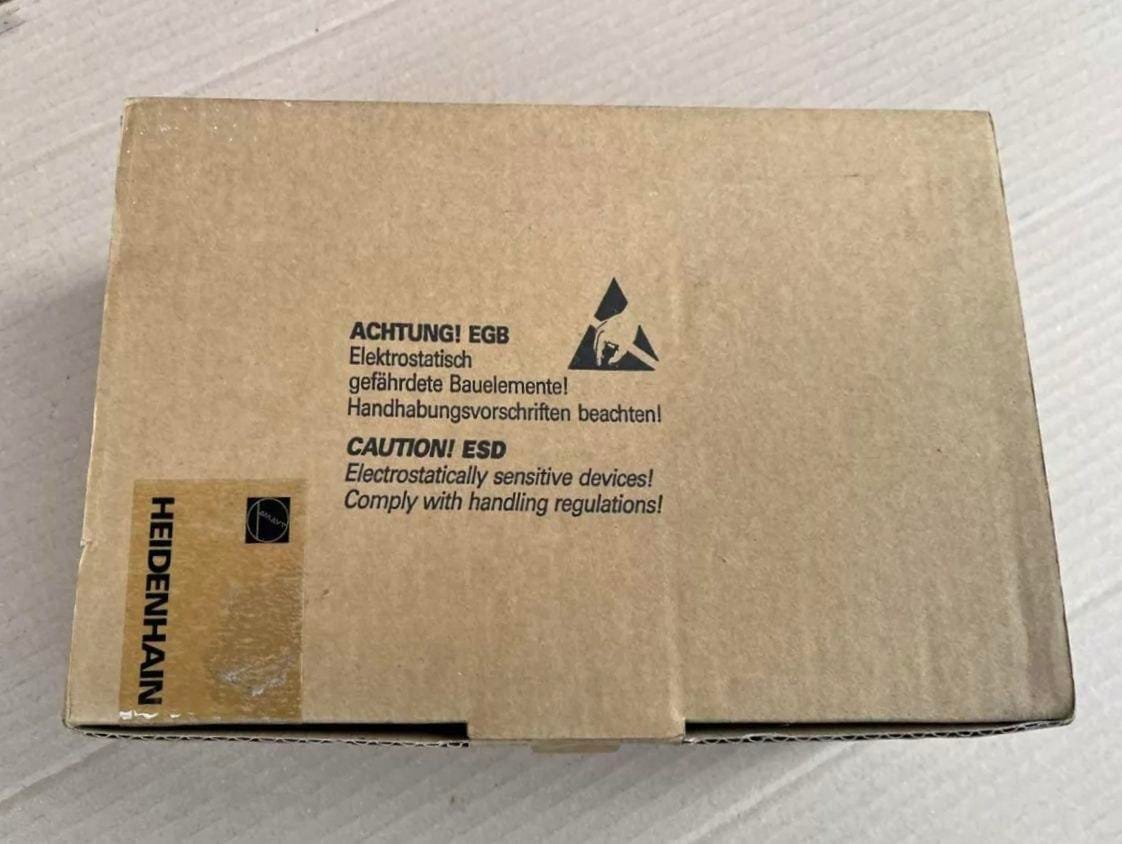 ACHTUNG! EGB
Elektrostatisch
gefährdete Bauelemente!
Handhabungsvorschriften beachten!
CAUTION! ESD
Electrostatically sensitive devices!
Comply with handling regulations!
HEIDENHAIN